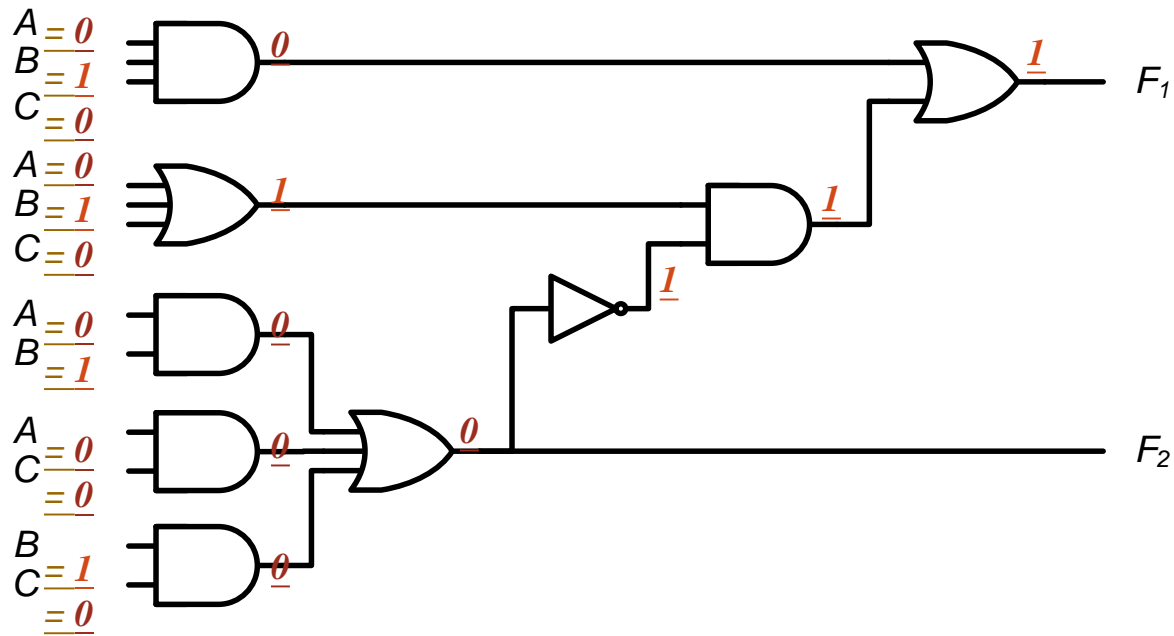 A = 0
B = 1
C = 0
0
1
F1
A = 0
B = 1
C = 0
1
1
1
A = 0
B = 1
0
A = 0
C = 0
0
0
F2
B = 1
C = 0
0